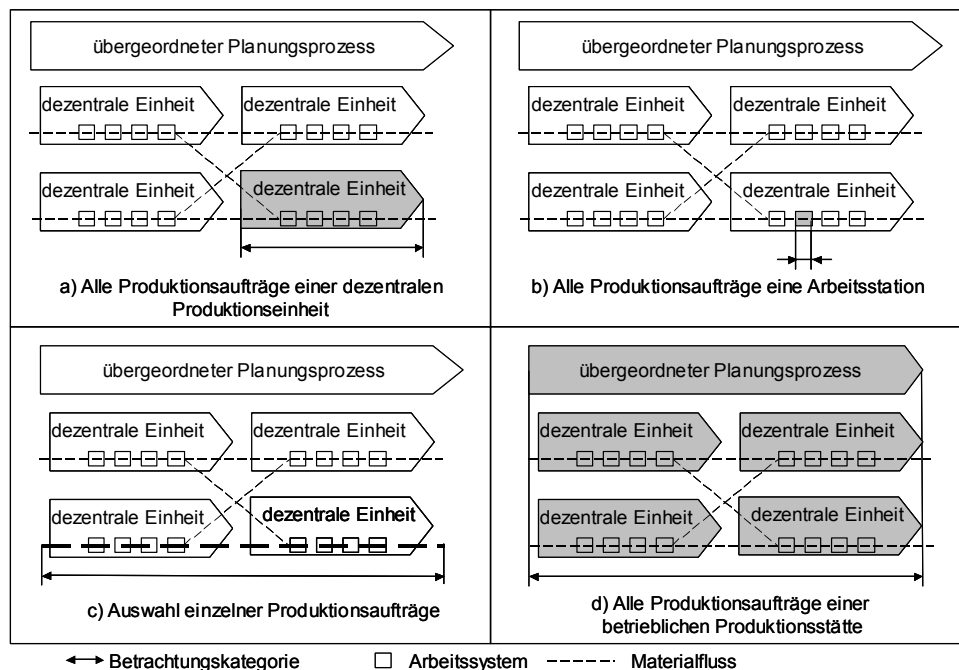 übergeordneter Planungsprozess
dezentrale Einheit
dezentrale Einheit
dezentrale Einheit
dezentrale Einheit
a) Alle Produktionsaufträge einer dezentralen
Produktionseinheit
übergeordneter Planungsprozess
dezentrale Einheit
dezentrale Einheit
dezentrale Einheit
dezentrale Einheit
b) Alle Produktionsaufträge eine Arbeitsstation
übergeordneter Planungsprozess
dezentrale Einheit
dezentrale Einheit
dezentrale Einheit
dezentrale Einheit
c) Auswahl einzelner Produktionsaufträge
übergeordneter Planungsprozess
dezentrale Einheit
dezentrale Einheit
dezentrale Einheit
dezentrale Einheit
d) Alle Produktionsaufträge einer
betrieblichen Produktionsstätte
Betrachtungskategorie
Arbeitssystem
Materialfluss